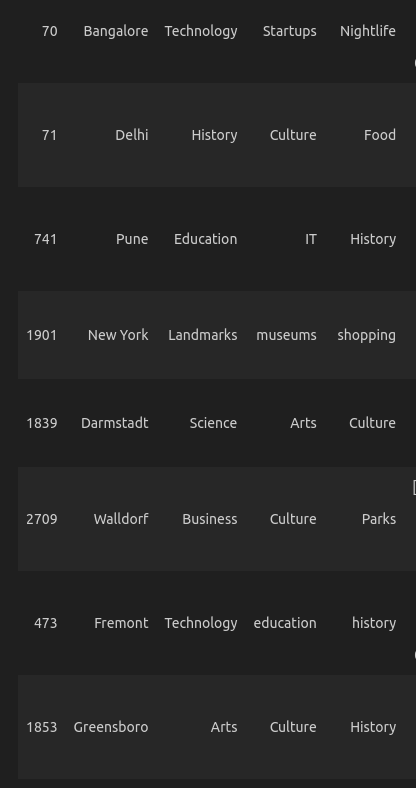 70 Bangalore Technology Startups Nightlife
71 Delhi History Culture Food
741 Pune Education IT History
1901 New York Landmarks museums shopping
1839 Darmstadt Science Arts Culture
2709 Walldorf Business Culture Parks
473 Fremont Technology education history
1853 Greensboro Arts Culture History